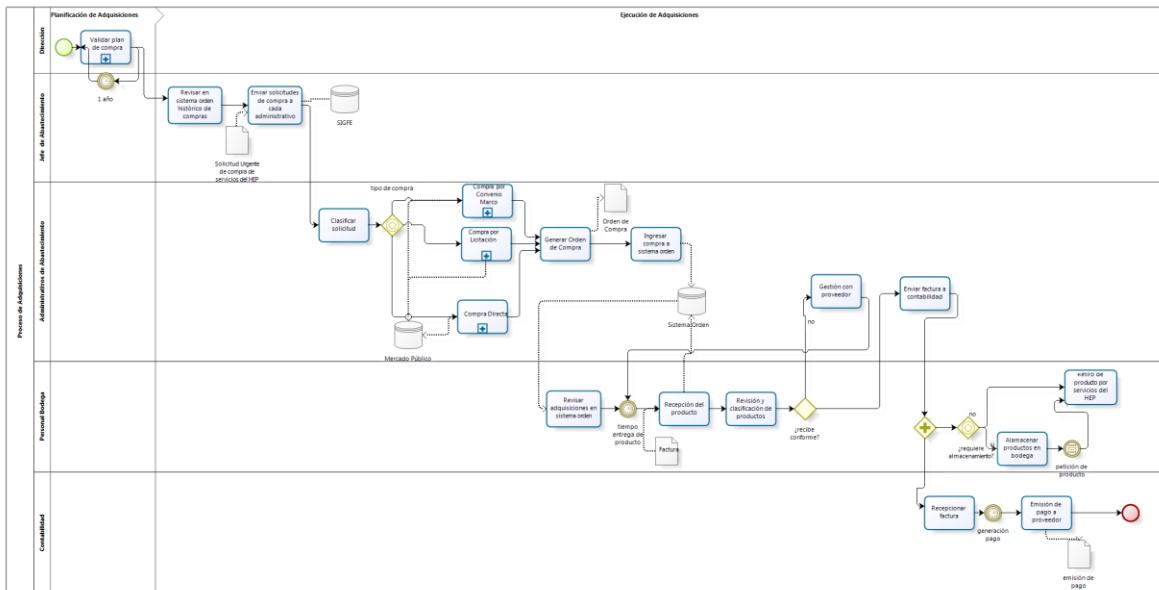 Planificación de Adquisiciones
Ejecución de Adquisiciones
Proceso de Adquisiciones
Dirección
Validar plan
de compra
1 año
Jefe de Abastecimiento
Revisar en
sistema orden
histórico de
compras
Enviar solicitudes
de compra a
cada
administrativo
SIGFE
Solicitud Urgente
de compra de
servicios del HEP
Administrativos de Abastecimiento
Clasificar
solicitud
tipo de compra
Compra por
Convenio
Marco
Compra por
Licitación
Compra Directa
Mercado Público
Generar Orden
de Compra
Orden de
Compra
Ingresar
compra a
sistema orden
Sistema Orden
Gestión con
proveedor
no
Enviar factura a
contabilidad
Personal Bodega
Revisar
adquisiciones en
sistema orden
tiempo
entrega de
producto
Recepción del
producto
Factura
Revisión y
clasificación de
productos
¿recibe
conforme?
no
¿requiere
almacenamiento?
Alamacenar
productos en
bodega
petición de
producto
Retiro de
producto por
servicios del
HEP
Contabilidad
Recepcionar
factura
generación
pago
Emisión de
pago a
proveedor
emisión de
pago